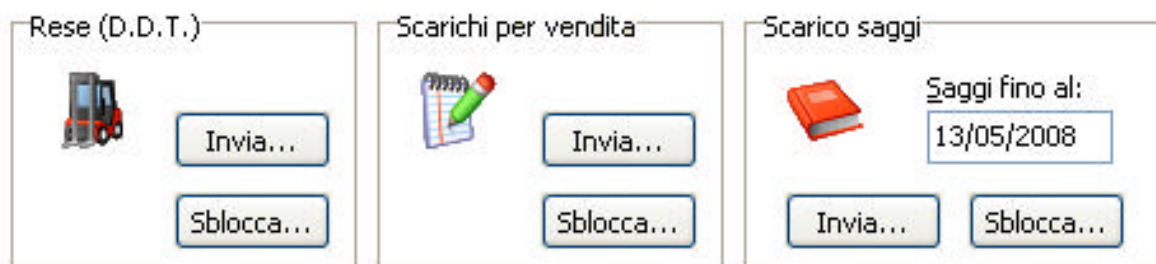 Rese (D.D.T.)
Invia...
Sblocca...
Scarichi per vendita
Invia...
Sblocca...
Scarico saggi
Saggi fino al:
13/05/2008
Invia...
Sblocca...